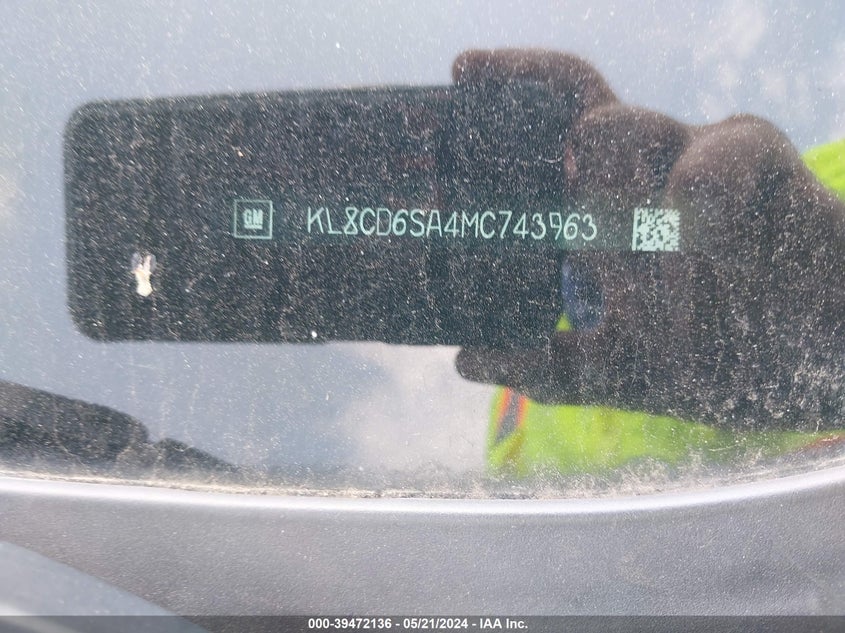 GM KL8CD6SA4MC743963
000-39472136 - 05/21/2024 - IAA Inc.